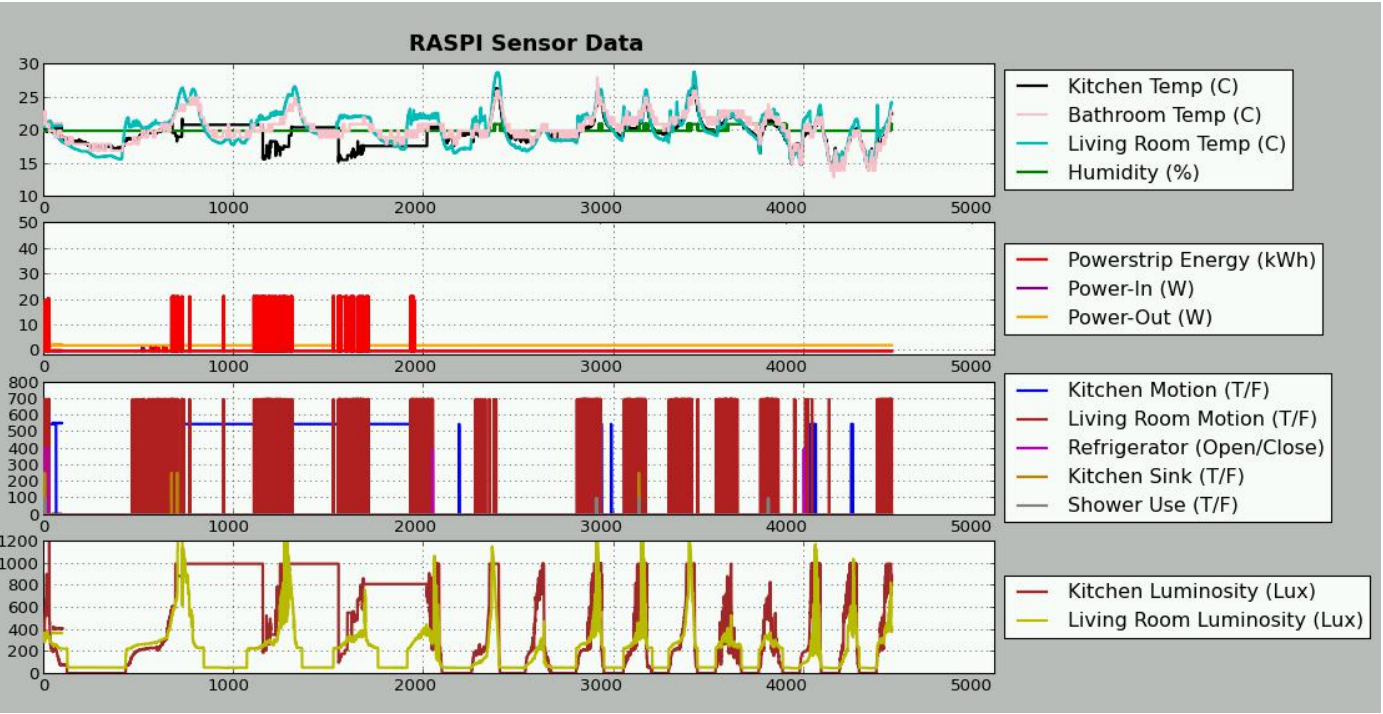 RASPI Sensor Data
30
25
20
15
10
0 1000 2000 3000 4000 5000
Kitchen Temp (C)
Bathroom Temp (C)
Living Room Temp (C)
Humidity (%)
50
40
30
20
10
0
0 1000 2000 3000 4000 5000
Powerstrip Energy (kWh)
Power-In (W)
Power-Out (W)
800
700
600
500
400
300
200
100
0
0 1000 2000 3000 4000 5000
Kitchen Motion (T/F)
Living Room Motion (T/F)
Refrigerator (Open/Close)
Kitchen Sink (T/F)
Shower Use (T/F)
1200
1000
800
600
400
200
0
0 1000 2000 3000 4000 5000
Kitchen Luminosity (Lux)
Living Room Luminosity (Lux)